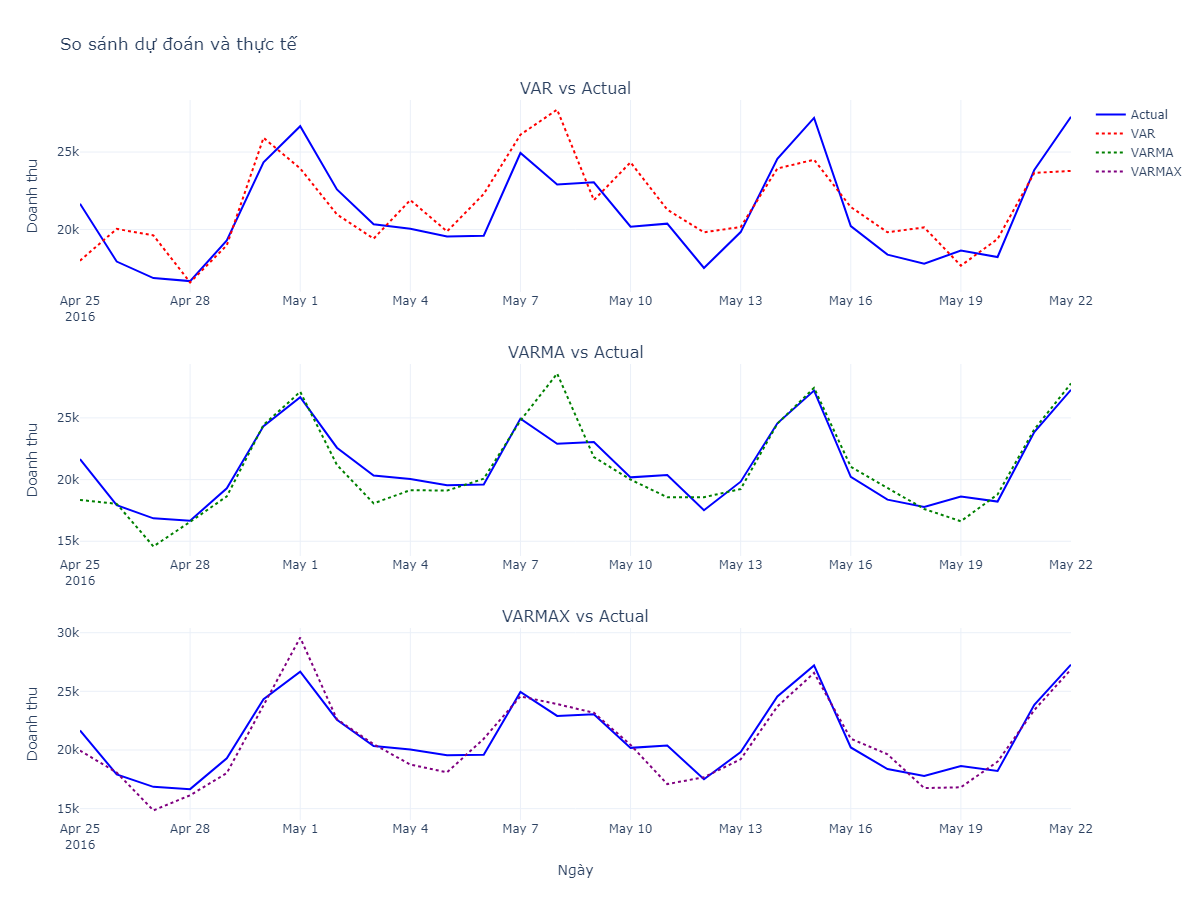 So sánh dự đoán và thực tế
VAR vs Actual
Actual
VAR
VARMA
VARMAX
Doanh thu
25k
20k
Apr 25
2016
Apr 28
May 1
May 4
May 7
May 10
May 13
May 16
May 19
May 22
VARMA vs Actual
Doanh thu
25k
20k
15k
Apr 25
2016
Apr 28
May 1
May 4
May 7
May 10
May 13
May 16
May 19
May 22
VARMAX vs Actual
Doanh thu
30k
25k
20k
15k
Apr 25
2016
Apr 28
May 1
May 4
May 7
May 10
May 13
May 16
May 19
May 22
Ngày